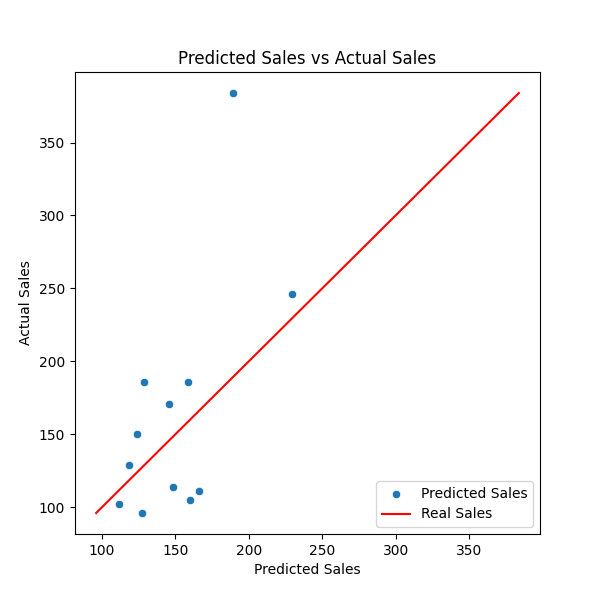 Predicted Sales vs Actual Sales
Actual Sales
350
300
250
200
150
100
100 150 200 250 300 350
Predicted Sales
Predicted Sales
Real Sales